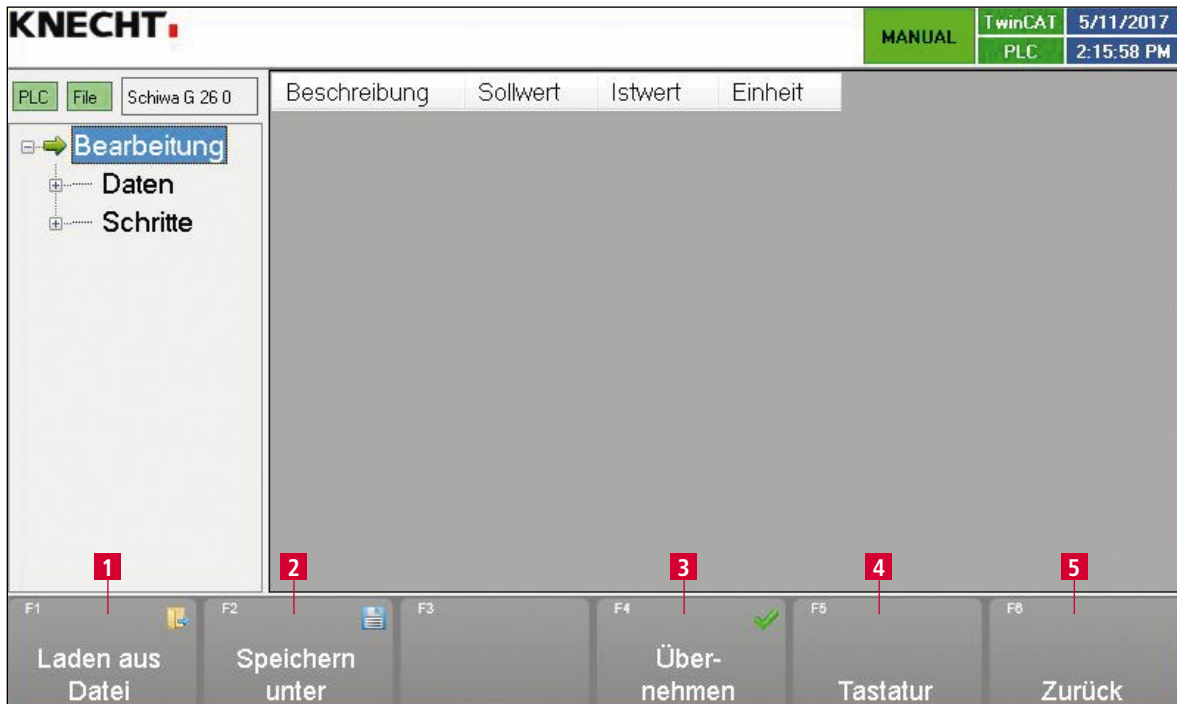 KNECHT
MANUAL
TwinCAT
5/11/2017
PLC
2:15:58 PM
PLC
File
Schiwa G 26 0
Beschreibung Sollwert Istwert Einheit
Bearbeitung
Daten
Schritte
1
2
3
4
5
F1
F2
F3
F4
F5
F6
Laden aus
Datei
Speichern
unter
Über-
nehmen
Tastatur
Zurück